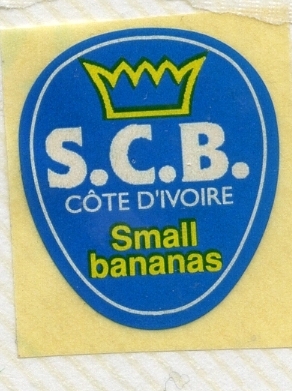 S.C.B.
CÔTE D'IVOIRE
Small
bananas